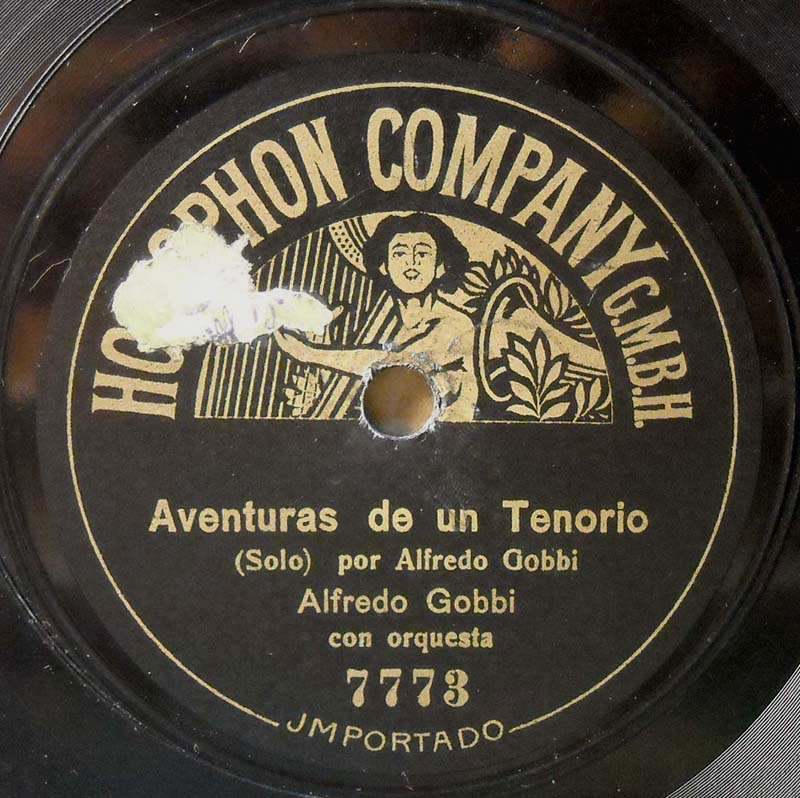 COMPANY G.M.B.H.
Aventuras de un Tenorio
(Solo) por Alfredo Gobbi
Alfredo Gobbi
con orquesta
7773
JMPORTADO